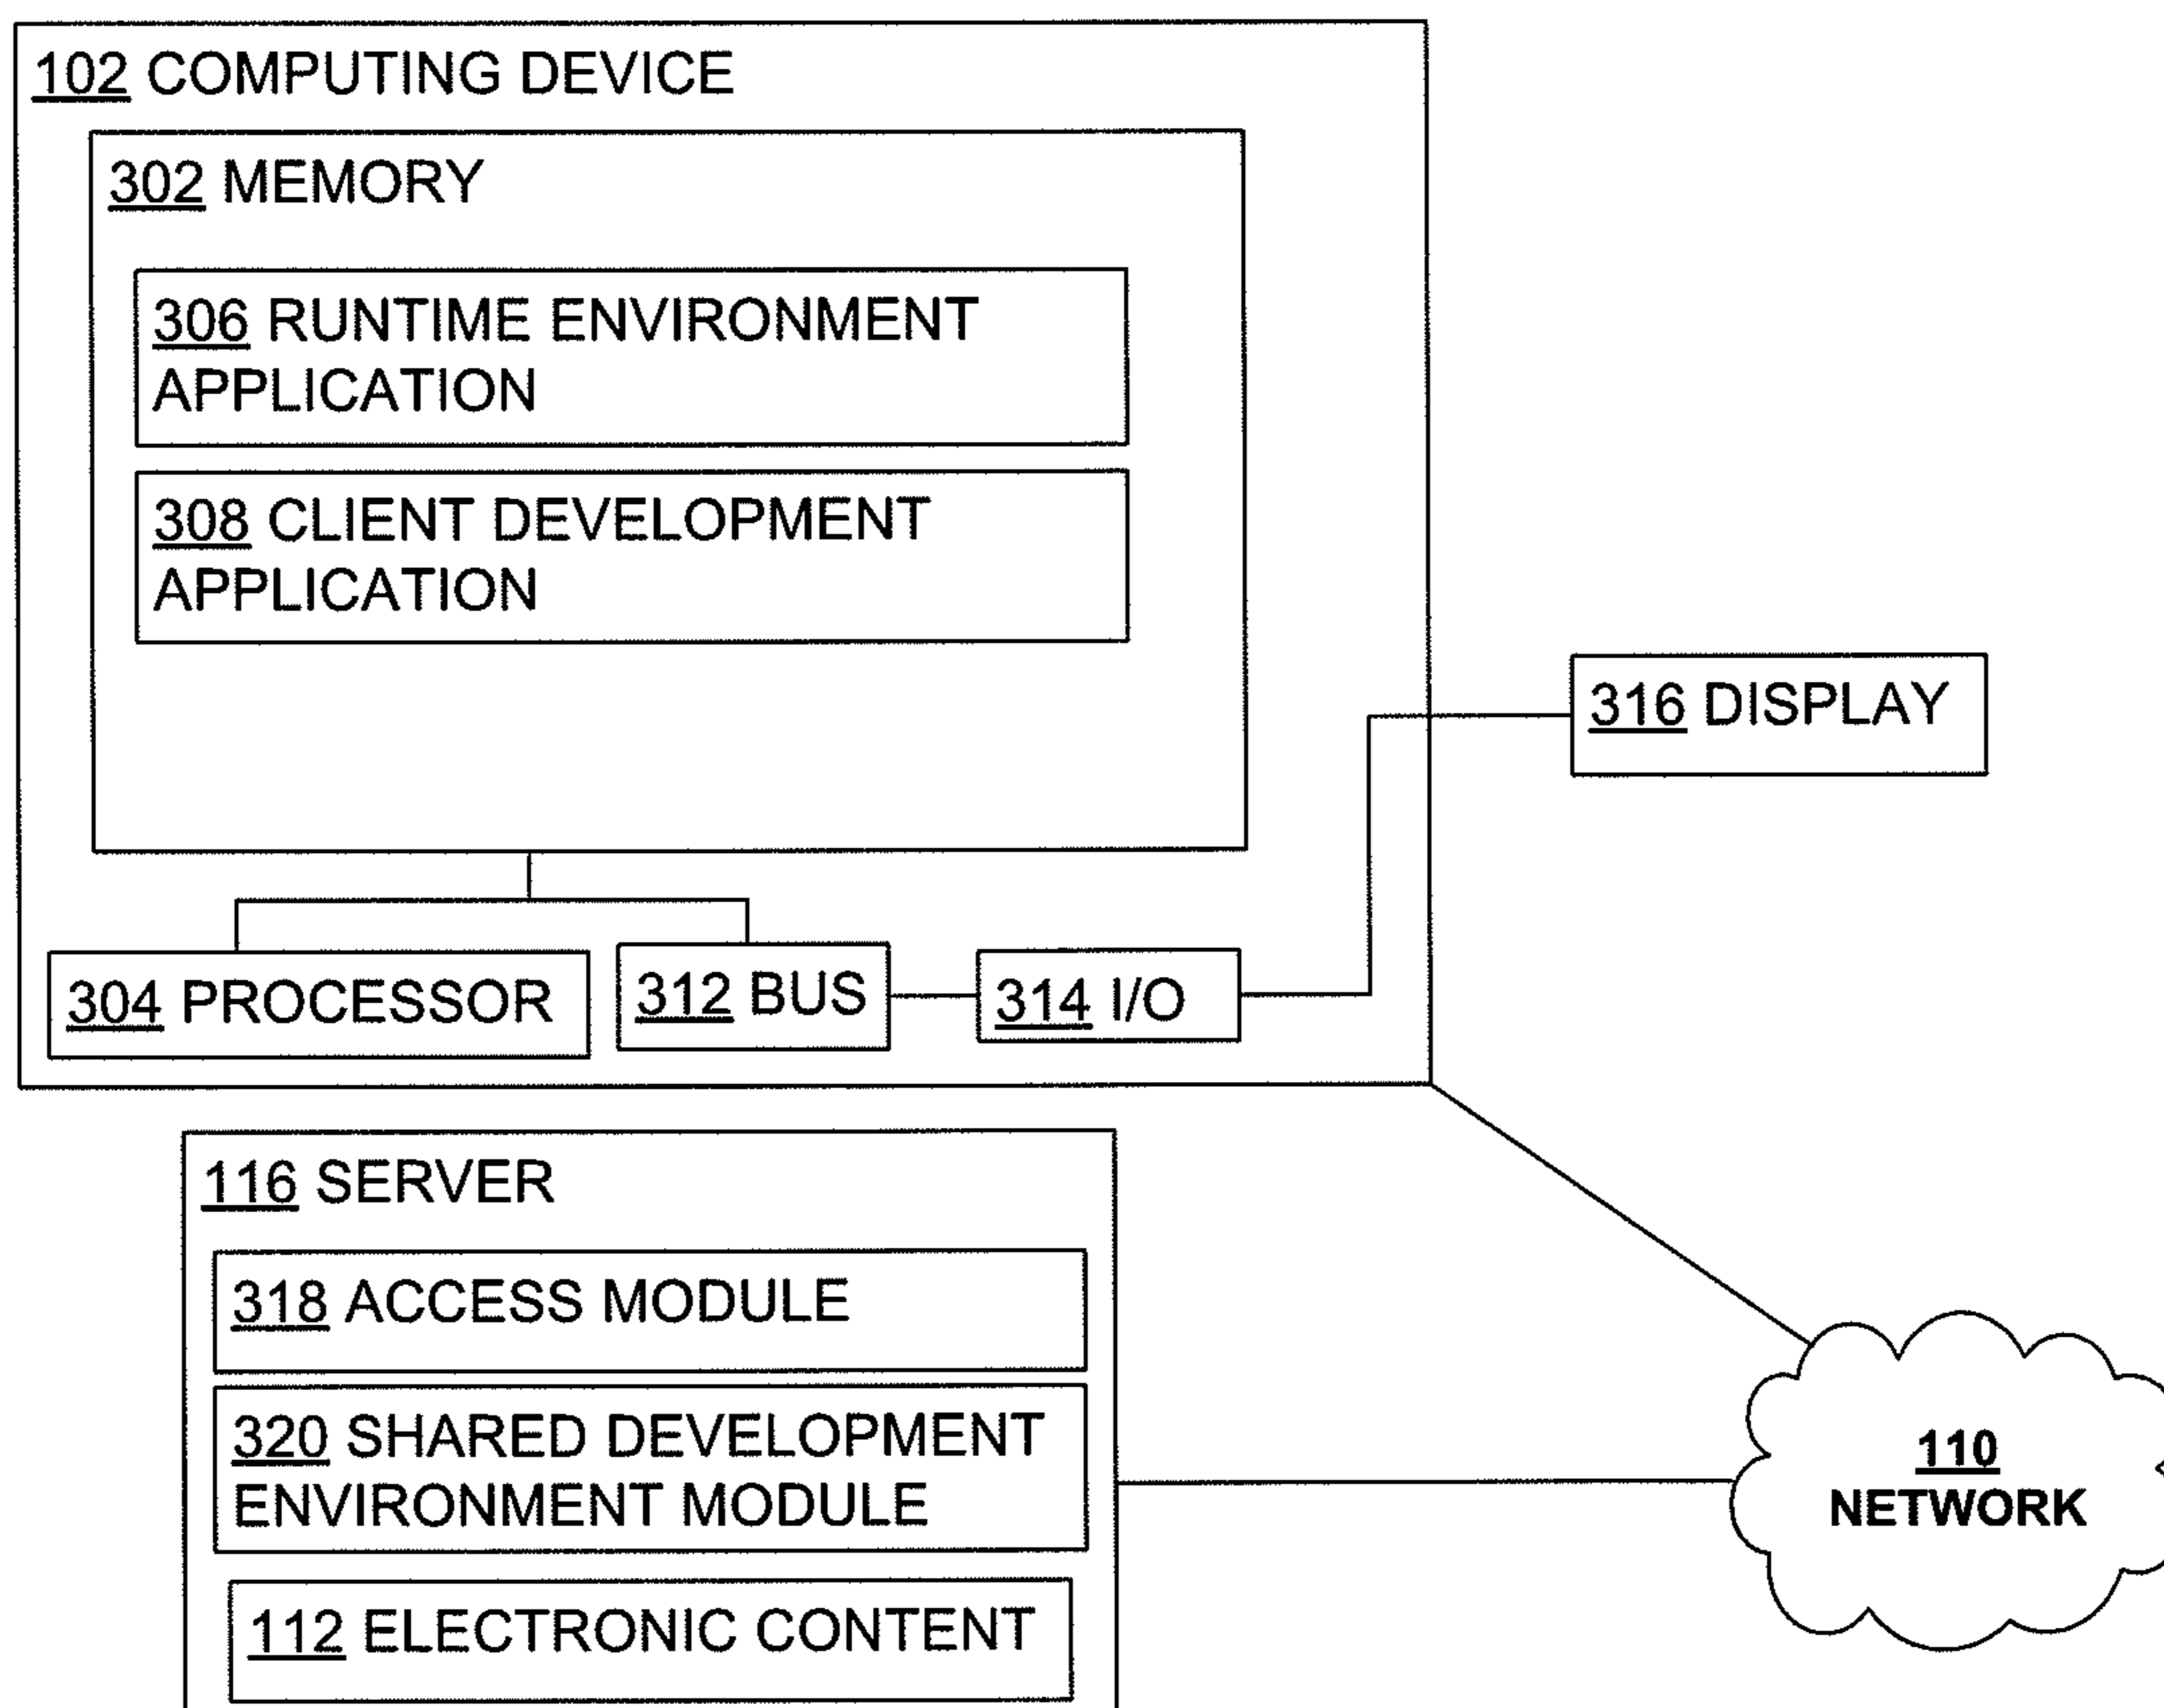 102 COMPUTING DEVICE
302 MEMORY
306 RUNTIME ENVIRONMENT
APPLICATION
308 CLIENT DEVELOPMENT
APPLICATION
316 DISPLAY
304 PROCESSOR
312 BUS
314 I/O
116 SERVER
318 ACCESS MODULE
320 SHARED DEVELOPMENT
ENVIRONMENT MODULE
112 ELECTRONIC CONTENT
110
NETWORK